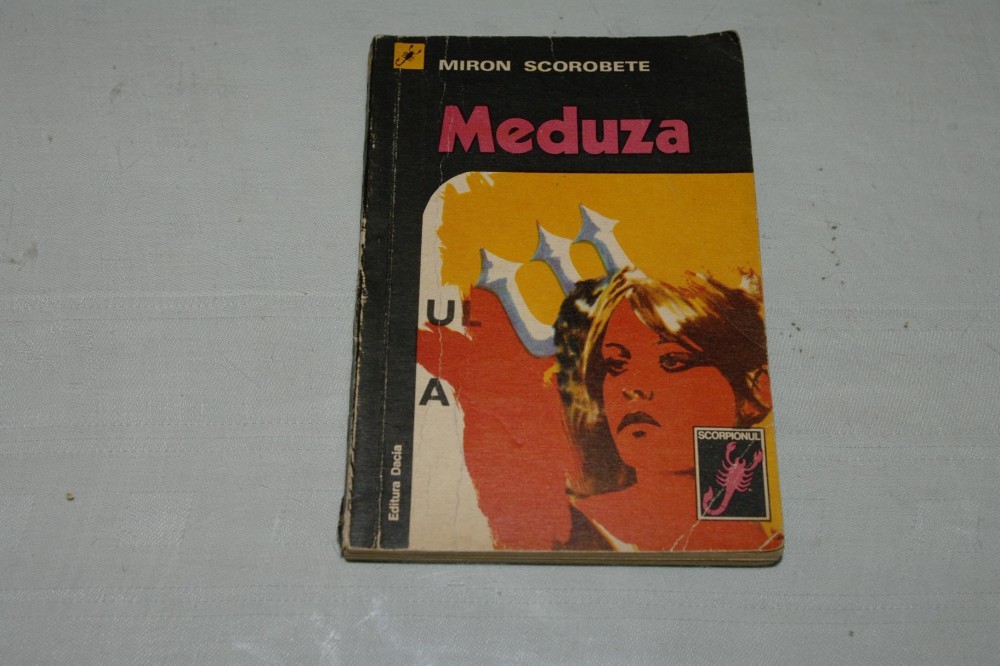 MIRON SCOROBETE
Meduza
UL
A
SCORPIONUL
Editura Dacia